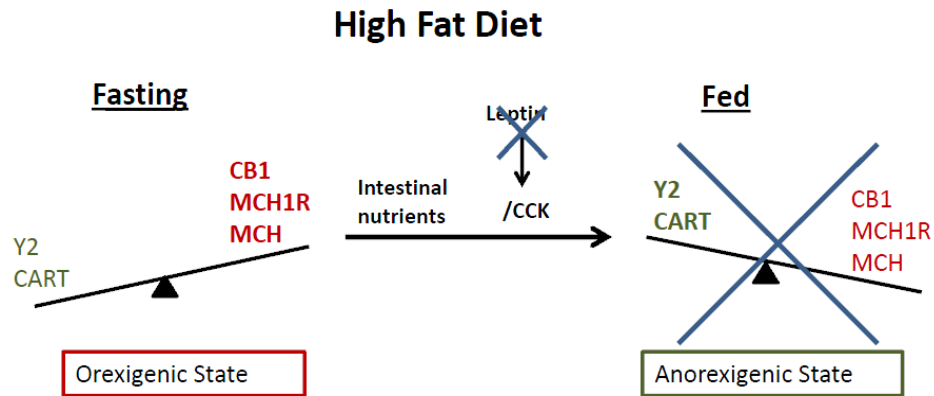 High Fat Diet
Fasting
Leptin
Fed
CB1
MCH1R
MCH
Y2
CART
Intestinal
nutrients
/CCK
Y2
CART
CB1
MCH1R
MCH
Orexigenic State
Anorexigenic State